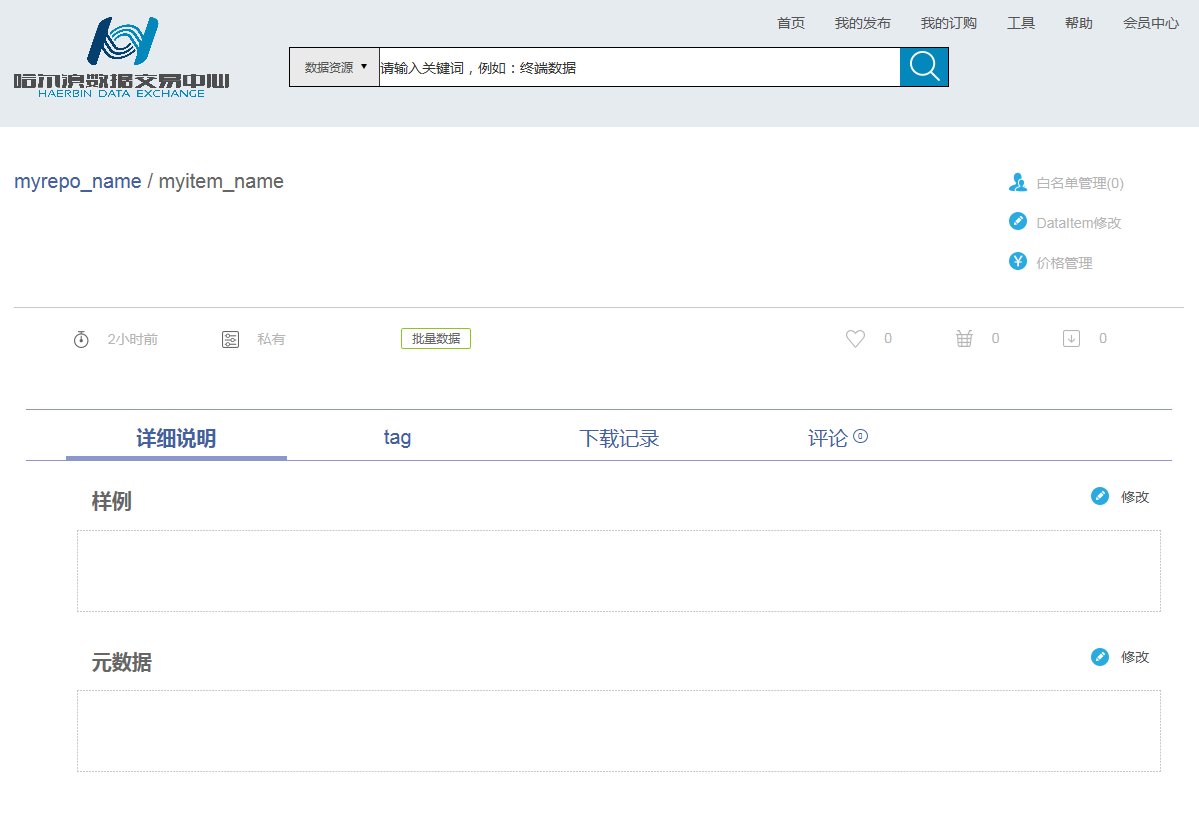 首页 我的发布 我的订购 工具 帮助 会员中心
哈尔滨数据交易中心
HAERBIN DATA EXCHANGE
数据资源 ▼ 请输入关键词，例如：终端数据
myrepo_name / myitem_name
白名单管理(0)
DataItem修改
¥ 价格管理
2小时前 私有 批量数据 0 0 0
详细说明 tag 下载记录 评论 0
样例 修改
元数据 修改